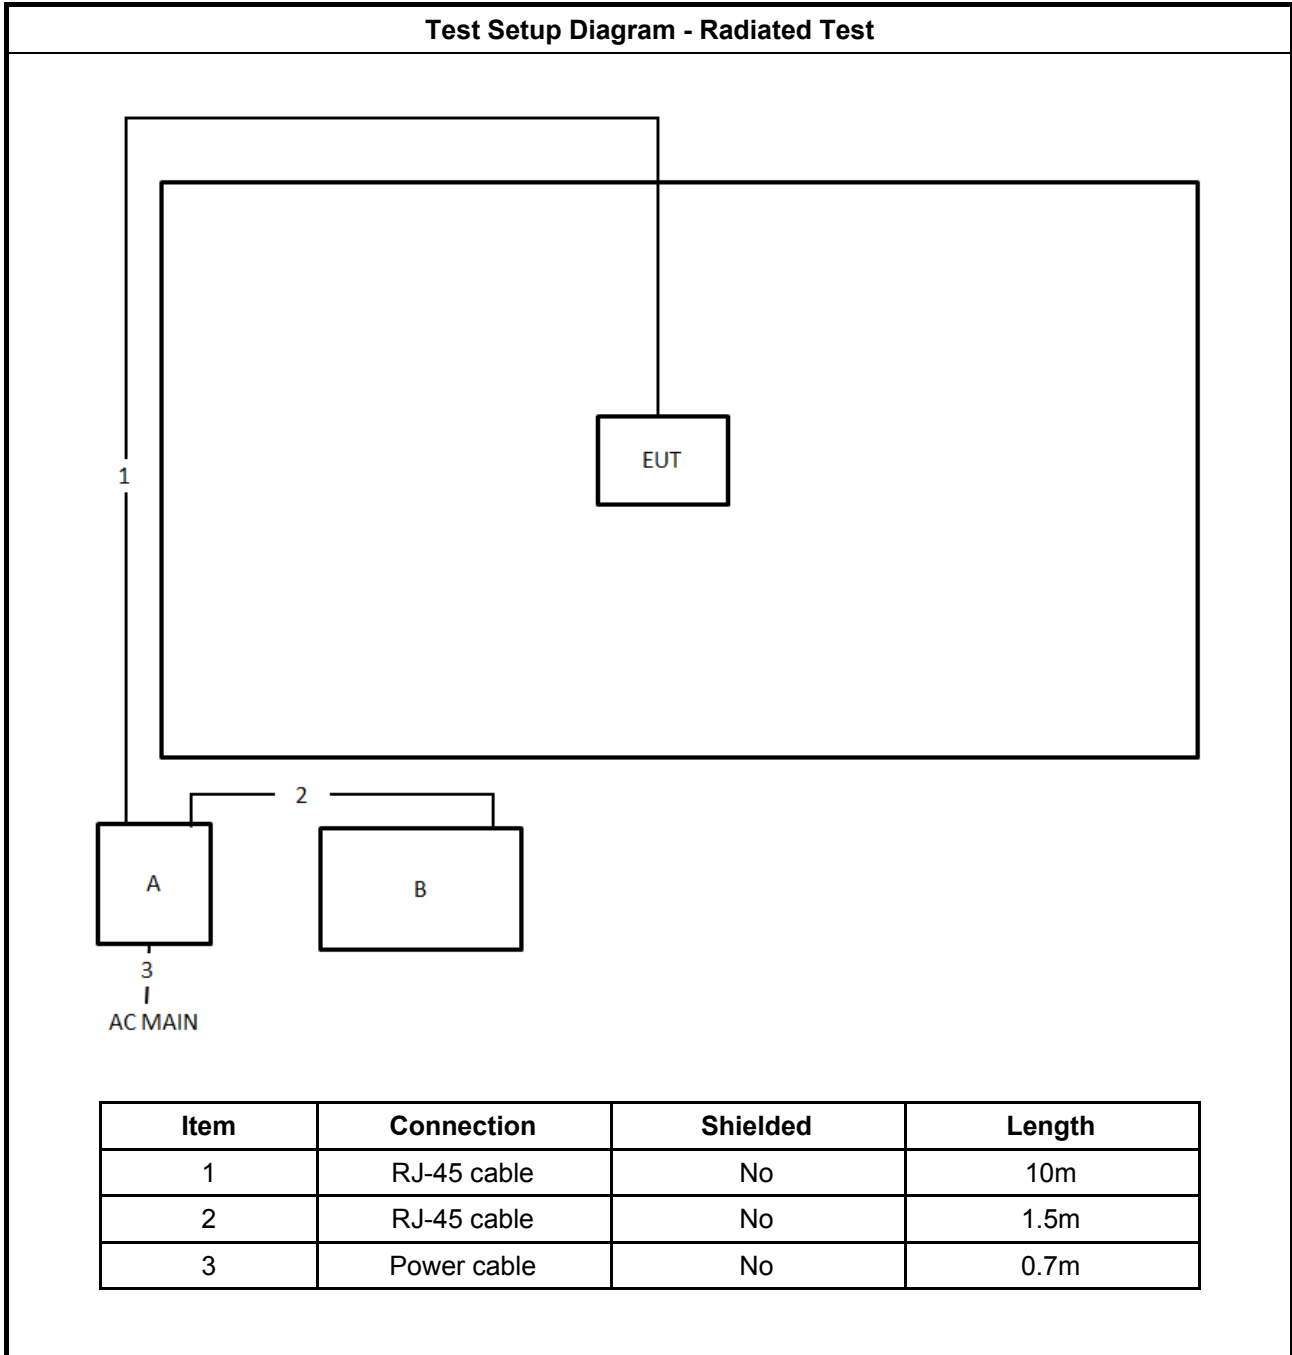 Test Setup Diagram - Radiated Test
EUT
1
2
A
B
3
AC MAIN
Item Connection Shielded Length
1 RJ-45 cable No 10m
2 RJ-45 cable No 1.5m
3 Power cable No 0.7m